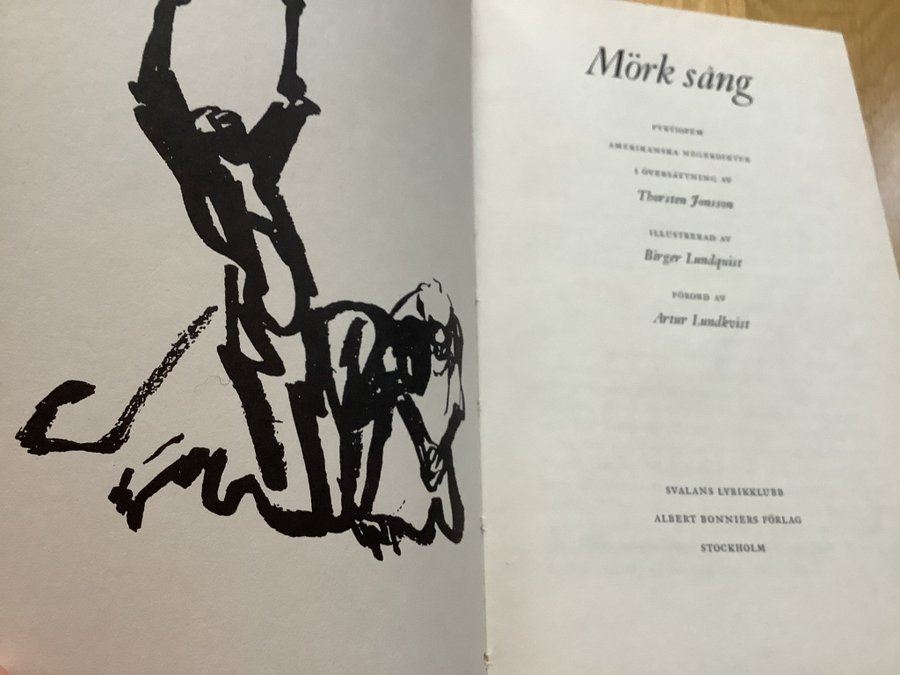 Mörk sång
FYRTIOFEM
AMERIKANSKA NEGERDIKTER
I ÖVERSÄTTNING AV
Thorsten Jonsson
ILLUSTRERAD AV
Birger Lundquist
FÖRORD AV
Artur Lundkvist
SVALANS LYRIKKLUBB
ALBERT BONNIERS FÖRLAG
STOCKHOLM